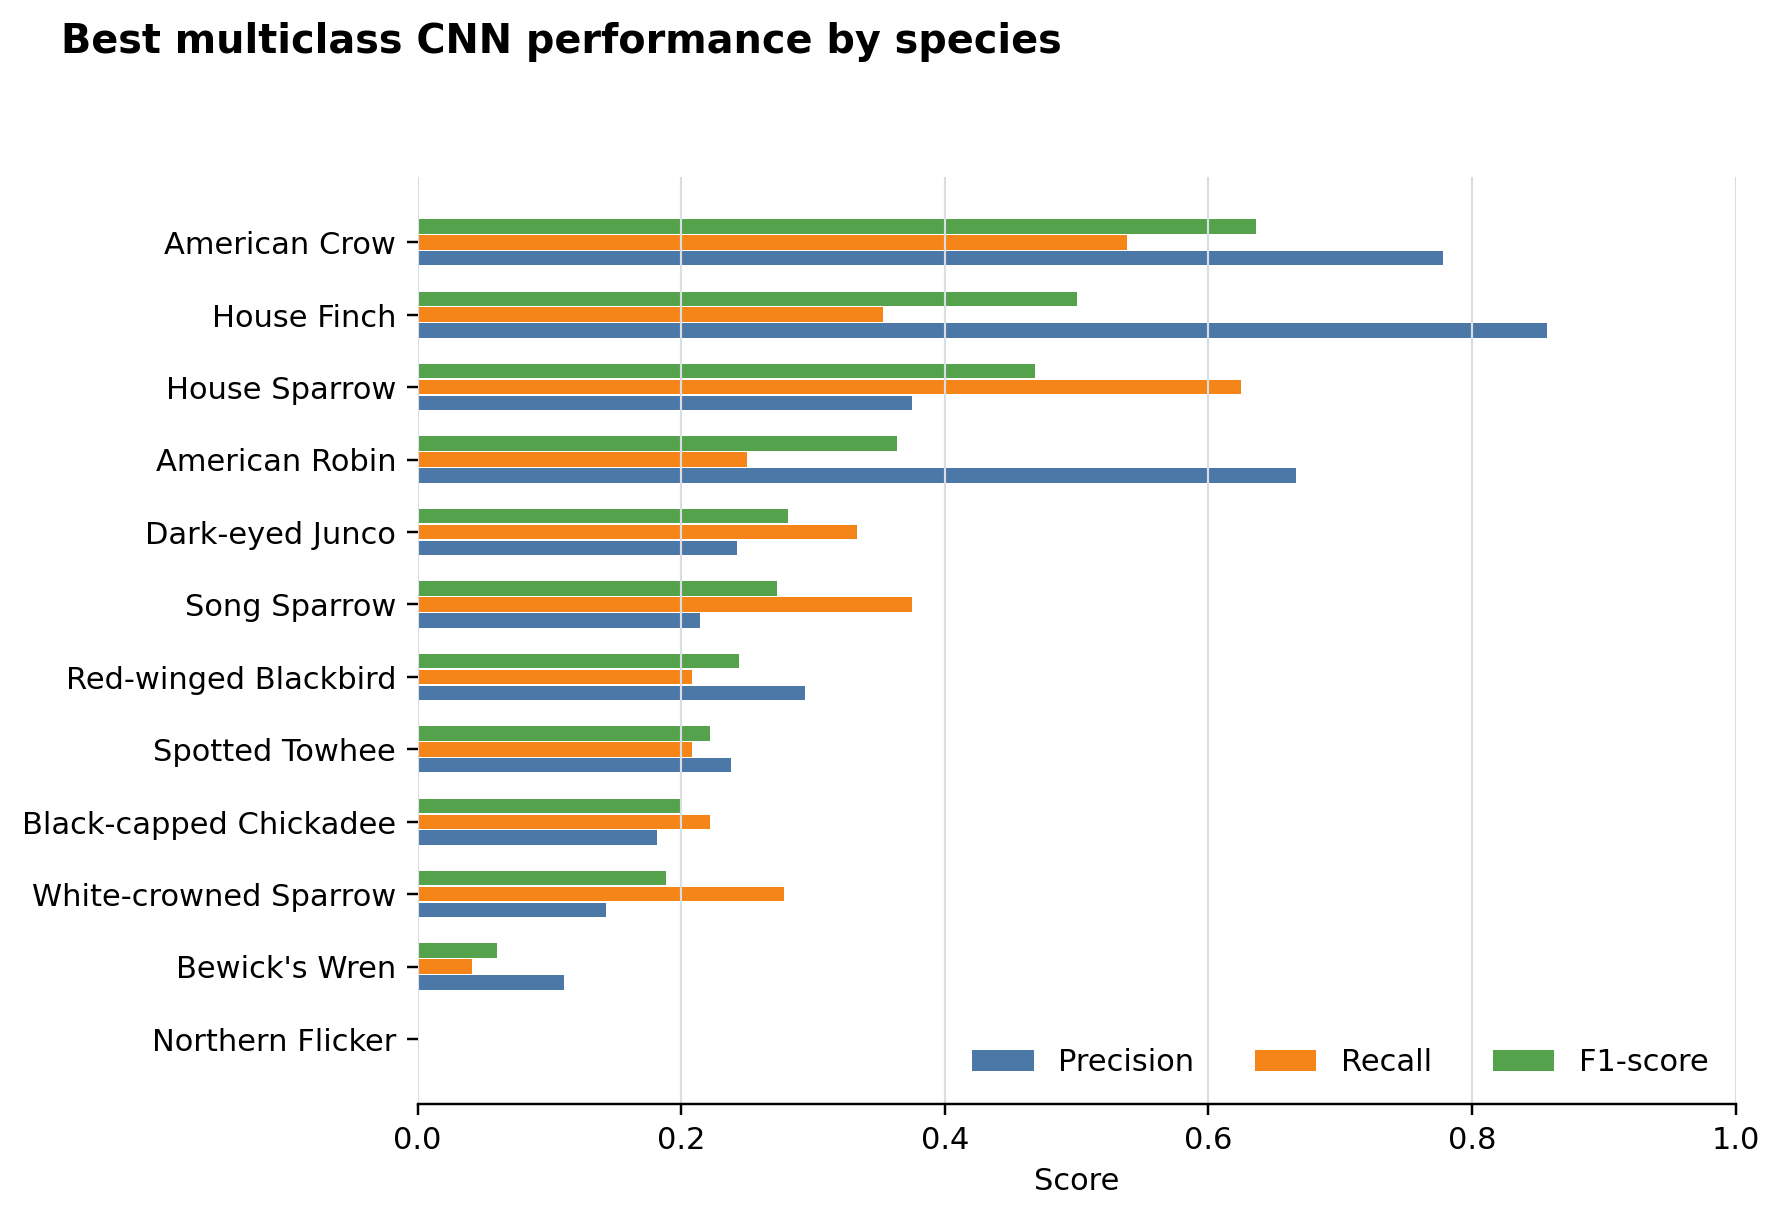 Best multiclass CNN performance by species
American Crow
House Finch
House Sparrow
American Robin
Dark-eyed Junco
Song Sparrow
Red-winged Blackbird
Spotted Towhee
Black-capped Chickadee
White-crowned Sparrow
Bewick's Wren
Northern Flicker
Precision Recall F1-score
0.0 0.2 0.4 0.6 0.8 1.0
Score